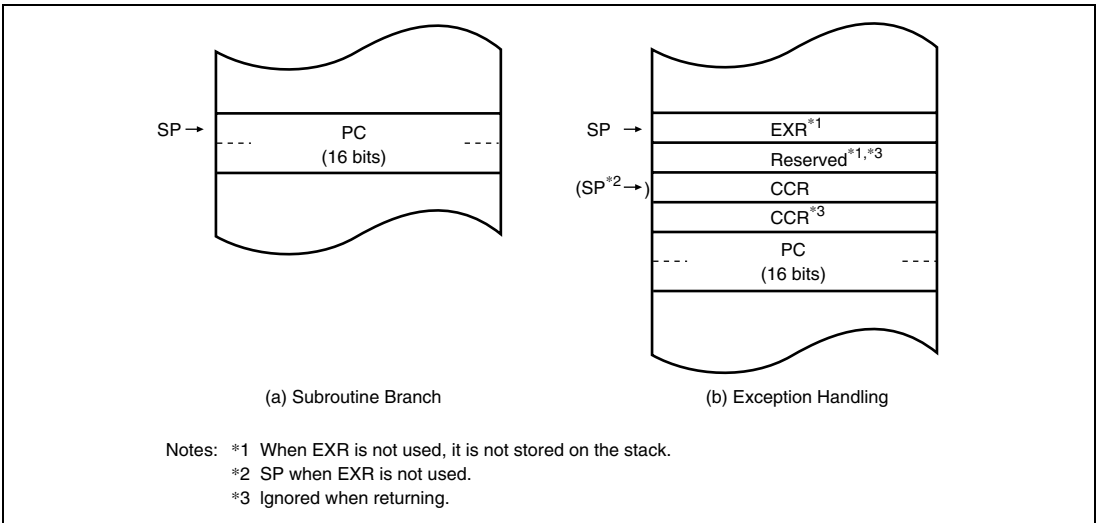 SP →
PC
(16 bits)
(a) Subroutine Branch
SP →
EXR*1
Reserved*1,*3
(SP*2 → )
CCR
CCR*3
PC
(16 bits)
(b) Exception Handling
Notes: *1 When EXR is not used, it is not stored on the stack.
*2 SP when EXR is not used.
*3 Ignored when returning.